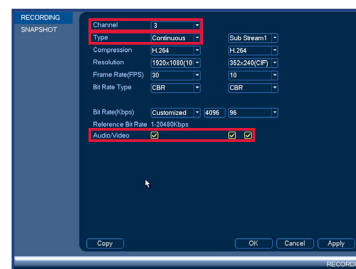 RECORDING
SNAPSHOT
Channel 3
Type Continuous Sub Stream1
Compression H.264 H.264
Resolution 1920x1080(10 352x240(CIF)
Frame Rate(FPS) 30 10
Bit Rate Type CBR CBR
Bit Rate(Kbps) Customized 4096 96
Reference Bit Rate 1-20480Kbps
Audio/Video
Copy OK Cancel Apply
RECORD